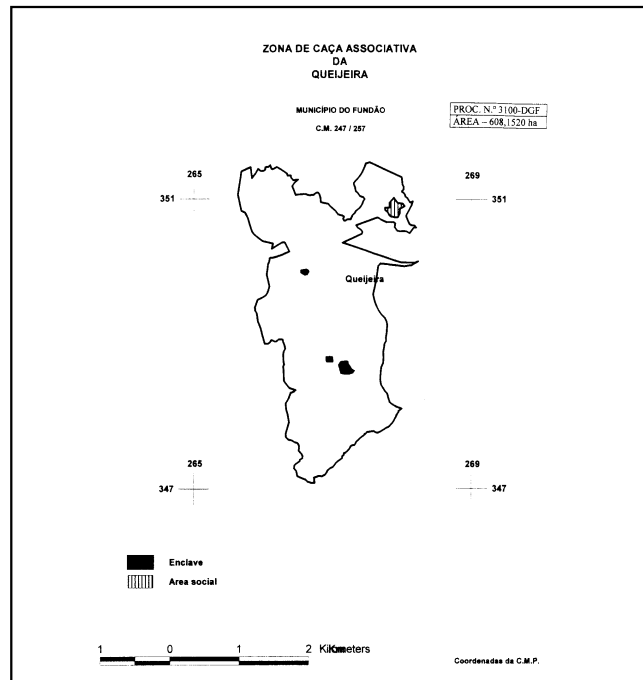 ZONA DE CAÇA ASSOCIATIVA
DA
QUEIJEIRA
MUNICÍPIO DO FUNDÃO
C.M. 247 / 257
PROC. N.º 3100-DGF
ÁREA – 608,1520 ha
265
269
351
351
Queijeira
265
269
347
347
Enclave
Area social
1 0 1 2 Kilometers
Coordenadas da C.M.P.